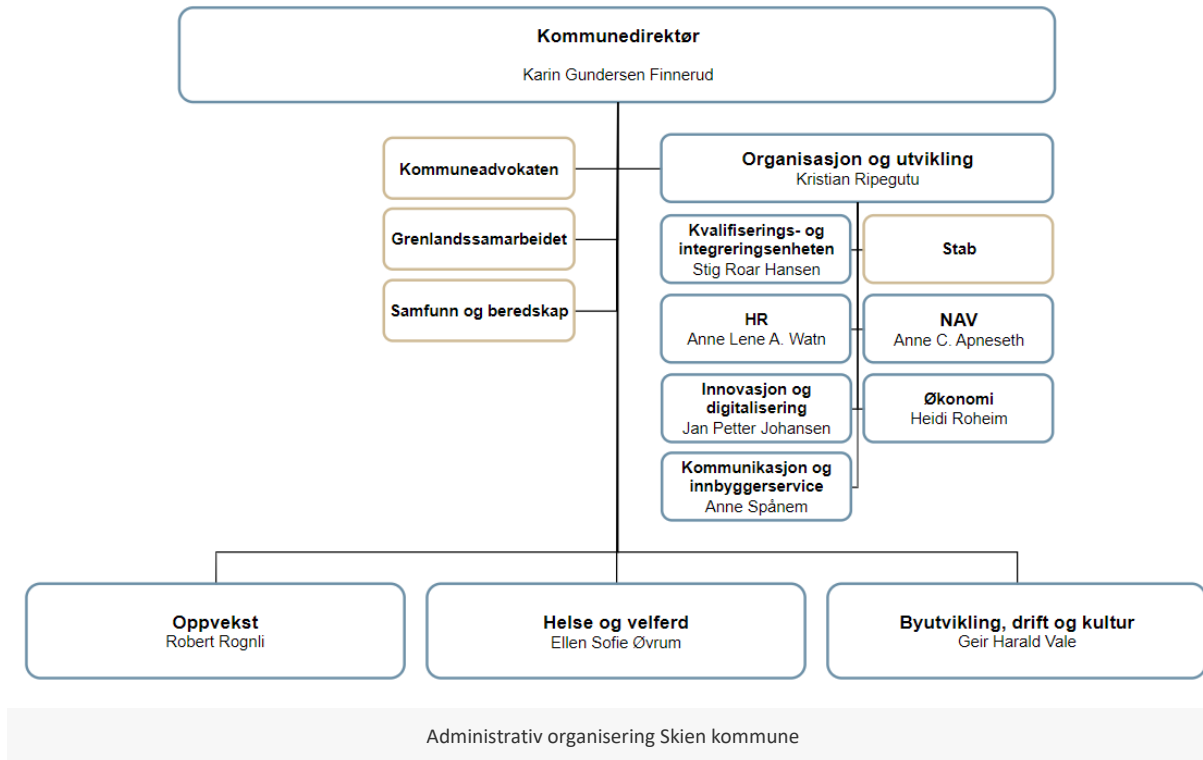 Kommunedirektør
Karin Gundersen Finnerud
Kommuneadvokaten
Grenlandssamarbeidet
Samfunn og beredskap
Organisasjon og utvikling
Kristian Ripegutu
Kvalifiserings- og
integreringsenheten
Stig Roar Hansen
Stab
HR
Anne Lene A. Watn
NAV
Anne C. Apneseth
Innovasjon og
digitalisering
Jan Petter Johansen
Økonomi
Heidi Roheim
Kommunikasjon og
innbyggerservice
Anne Spånem
Oppvekst
Robert Rognli
Helse og velferd
Ellen Sofie Øvrum
Byutvikling, drift og kultur
Geir Harald Vale
Administrativ organisering Skien kommune